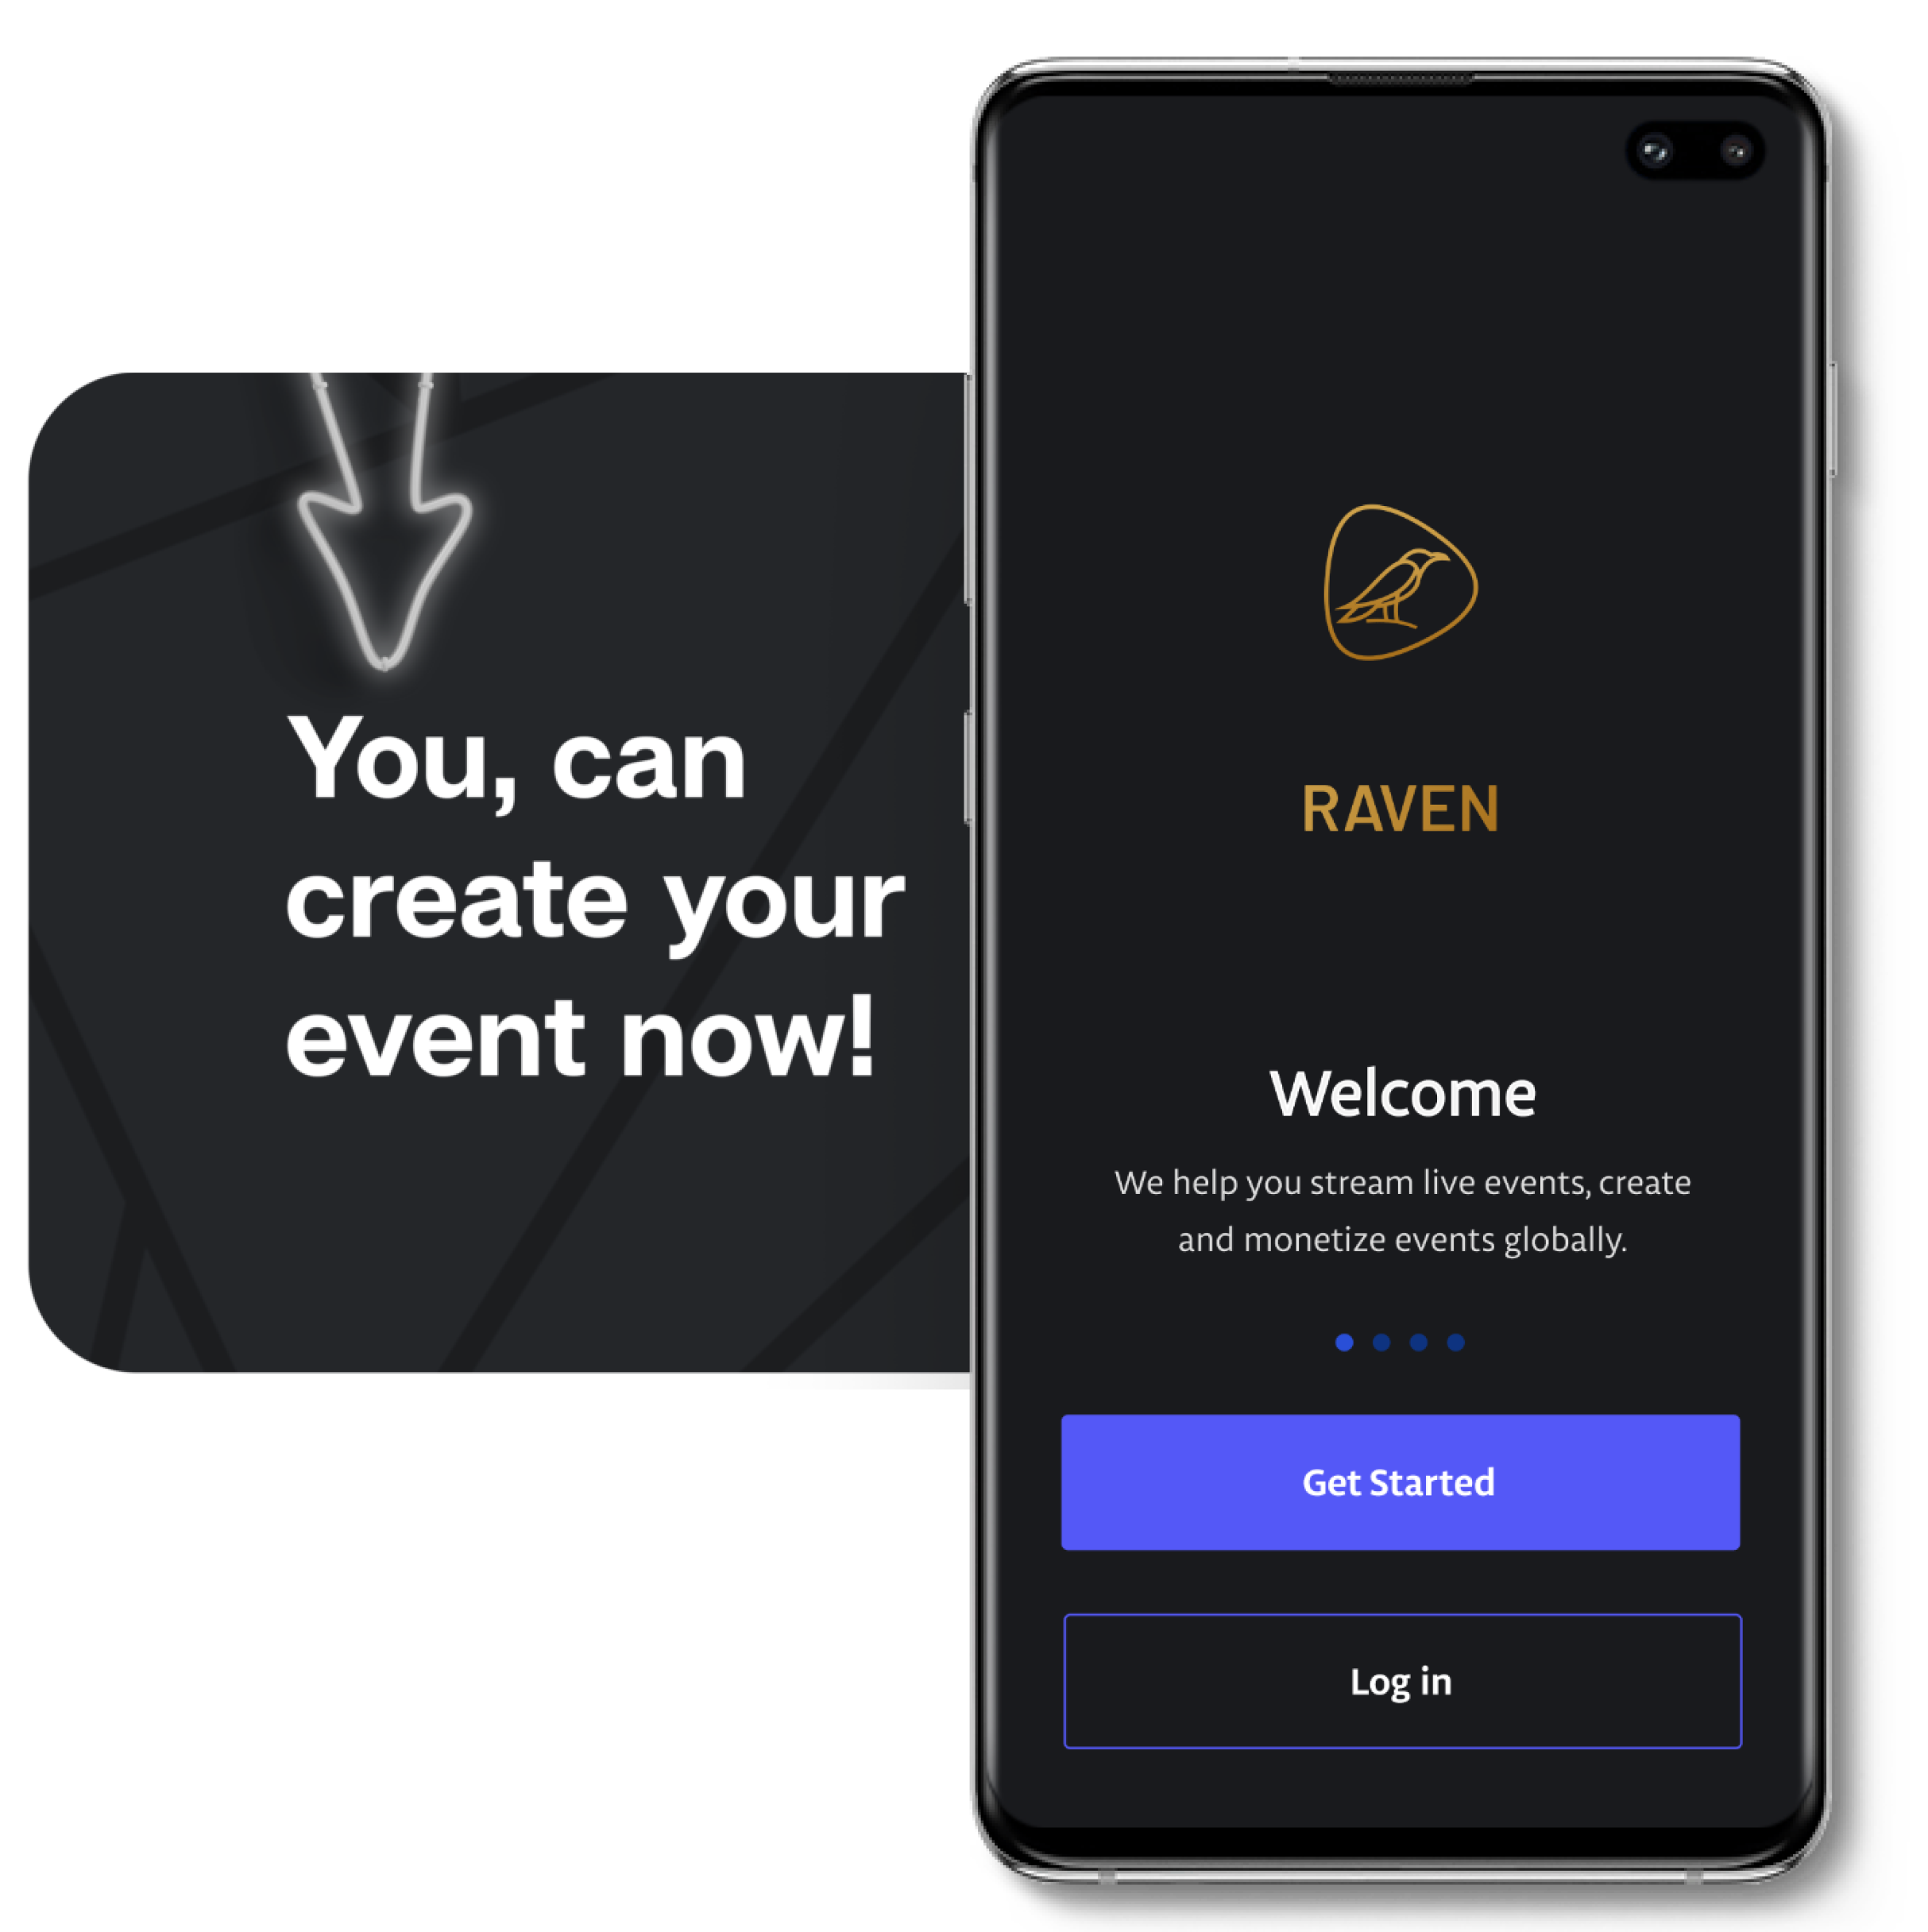 You, can
create your
event now!
RAVEN
Welcome
We help you stream live events, create
and monetize events globally.
Get Started
Log in